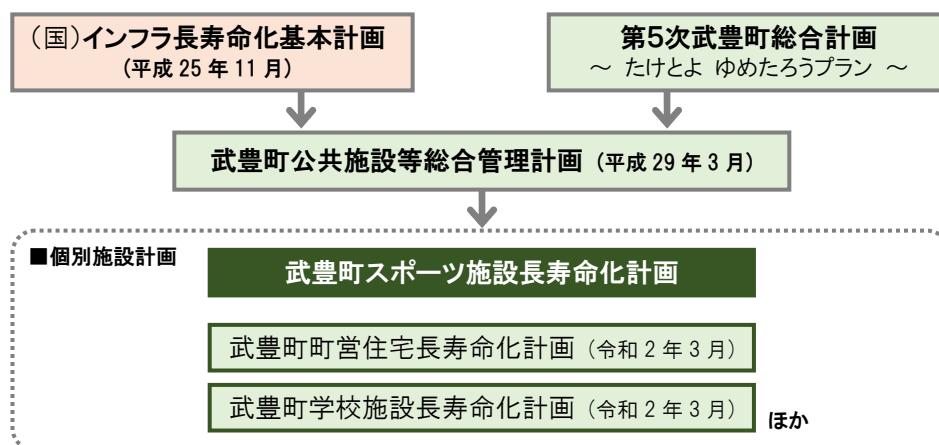 （国）インフラ長寿命化基本計画
（平成 25 年 11 月）
第5次武豊町総合計画
～ たけとよ ゆめたろうプラン ～
武豊町公共施設等総合管理計画（平成 29 年 3 月）
■個別施設計画
武豊町スポーツ施設長寿命化計画
武豊町町営住宅長寿命化計画（令和 2 年 3 月）
武豊町学校施設長寿命化計画（令和 2 年 3 月）
ほか